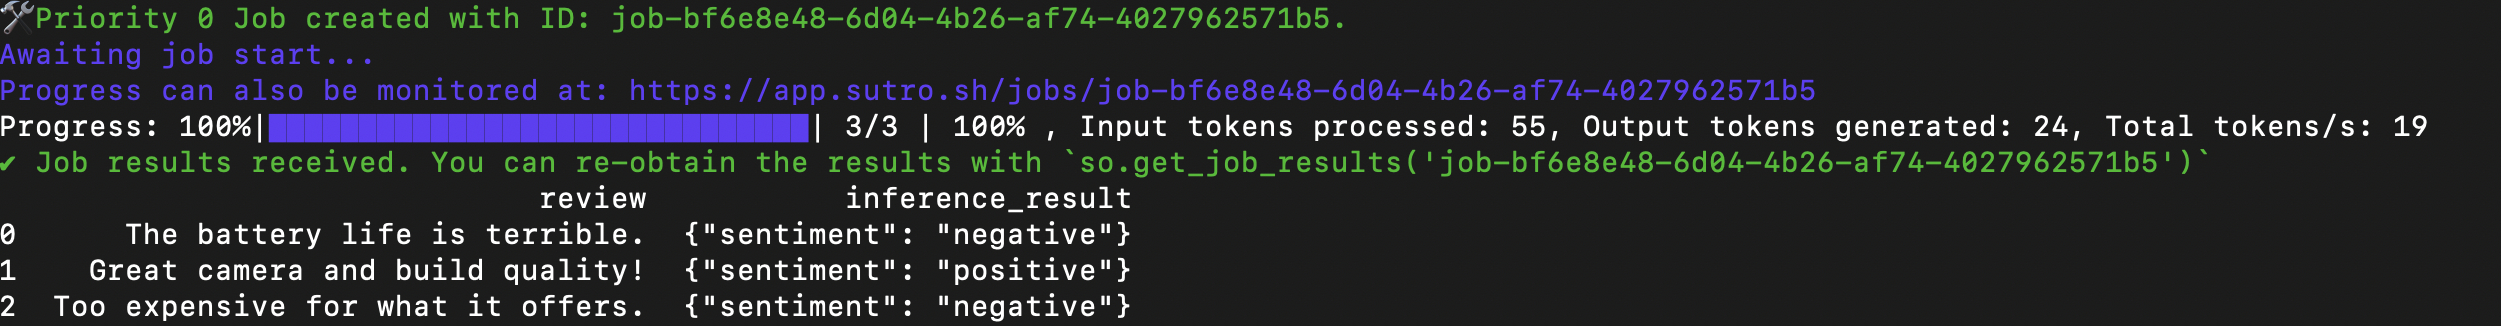 🛠Priority 0 Job created with ID: job-bf6e8e48-6d04-4b26-af74-4027962571b5.
Awaiting job start...
Progress can also be monitored at: https://app.sutro.sh/jobs/job-bf6e8e48-6d04-4b26-af74-4027962571b5
Progress: 100%|██████████████████████████████| 3/3 | 100% , Input tokens processed: 55, Output tokens generated: 24, Total tokens/s: 19
✔ Job results received. You can re-obtain the results with `so.get_job_results('job-bf6e8e48-6d04-4b26-af74-4027962571b5')`
                              review           inference_result
0      The battery life is terrible.  {"sentiment": "negative"}
1    Great camera and build quality!  {"sentiment": "positive"}
2  Too expensive for what it offers.  {"sentiment": "negative"}